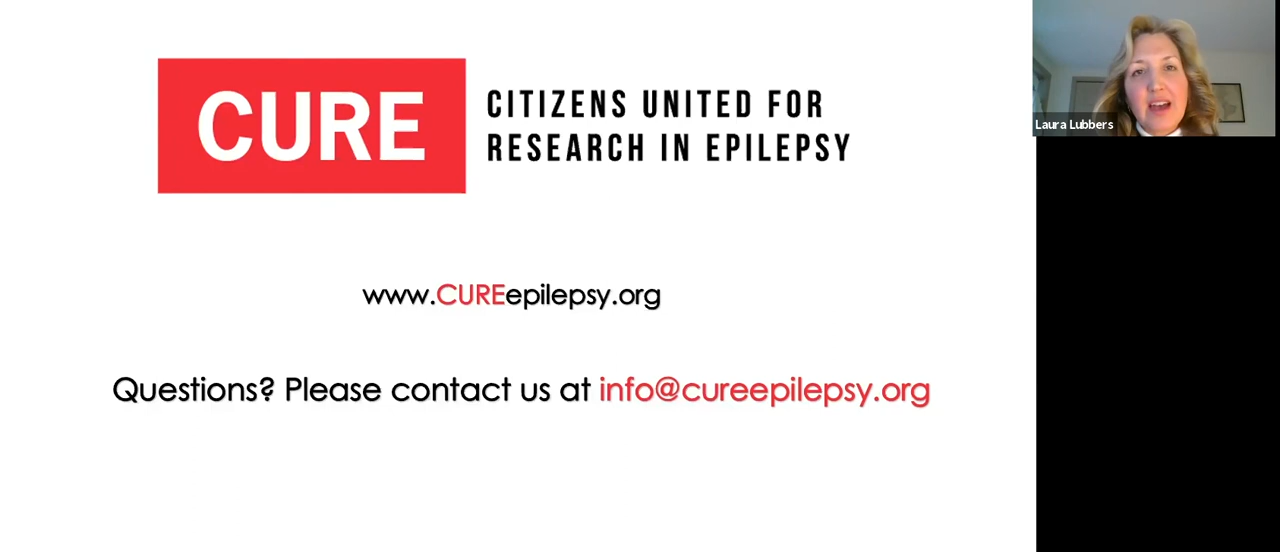 CURE
CITIZENS UNITED FOR
RESEARCH IN EPILEPSY
Laura Lubbers
www.CUREepilepsy.org
Questions? Please contact us at info@cureepilepsy.org